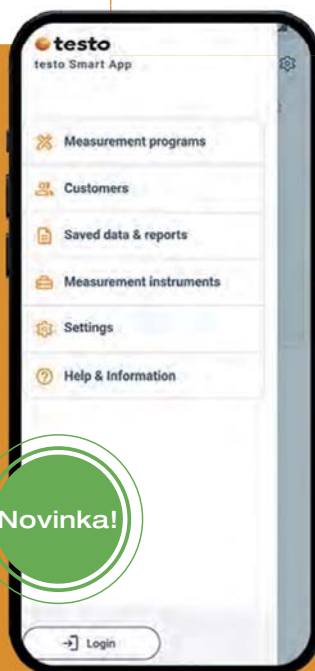 testo
testo Smart App
Measurement programs
Customers
Saved data & reports
Measurement instruments
Settings
Help & Information
Novinka!
Login